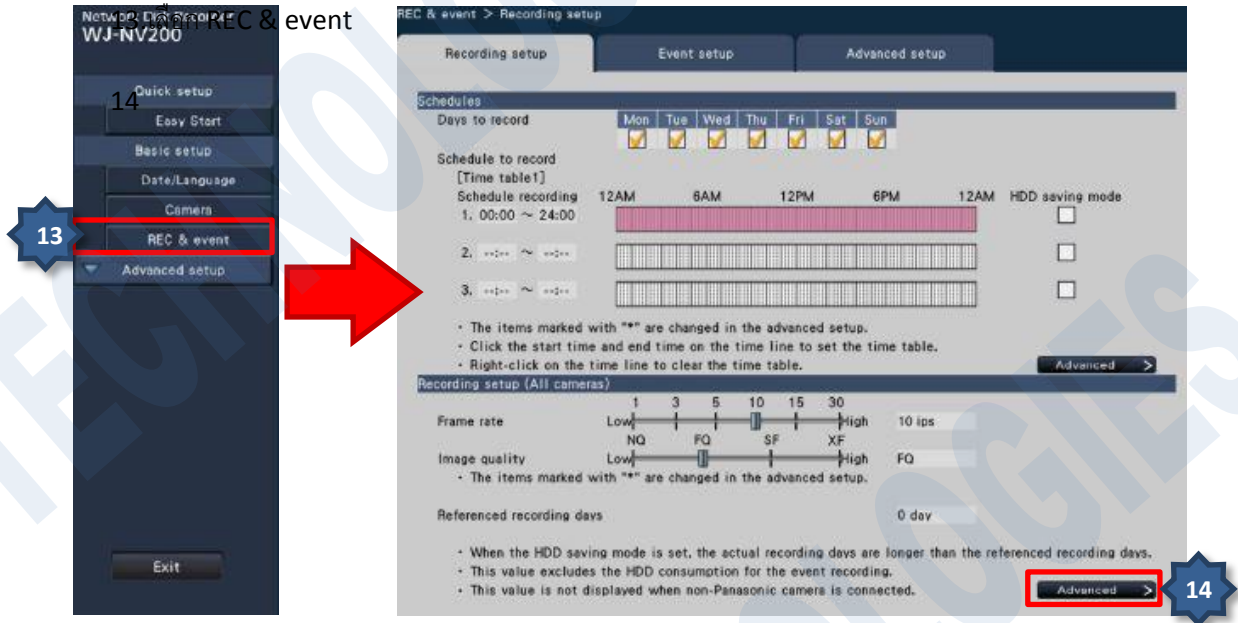 Network Disk Recorder
WJ-NV200
13.เลือก REC & event
14
Quick setup
Easy Start
Basic setup
Date/Language
Camera
REC & event
Advanced setup
Exit
13
REC & event > Recording setup
Recording setup Event setup Advanced setup
Schedules
Days to record Mon Tue Wed Thu Fri Sat Sun
Schedule to record
[Time table1]
Schedule recording 12AM 6AM 12PM 6PM 12AM HDD saving mode
1. 00:00 ~ 24:00
2. --:-- ~ --:--
3. --:-- ~ --:--
・The items marked with "*" are changed in the advanced setup.
・Click the start time and end time on the time line to set the time table.
・Right-click on the time line to clear the time table.
Advanced >
Recording setup (All cameras)
1 3 5 10 15 30
Frame rate Low High 10 ips
NQ FQ SF XF
Image quality Low High FQ
・The items marked with "*" are changed in the advanced setup.
Referenced recording days 0 day
・When the HDD saving mode is set, the actual recording days are longer than the referenced recording days.
・This value excludes the HDD consumption for the event recording.
・This value is not displayed when non-Panasonic camera is connected.
Advanced >
14